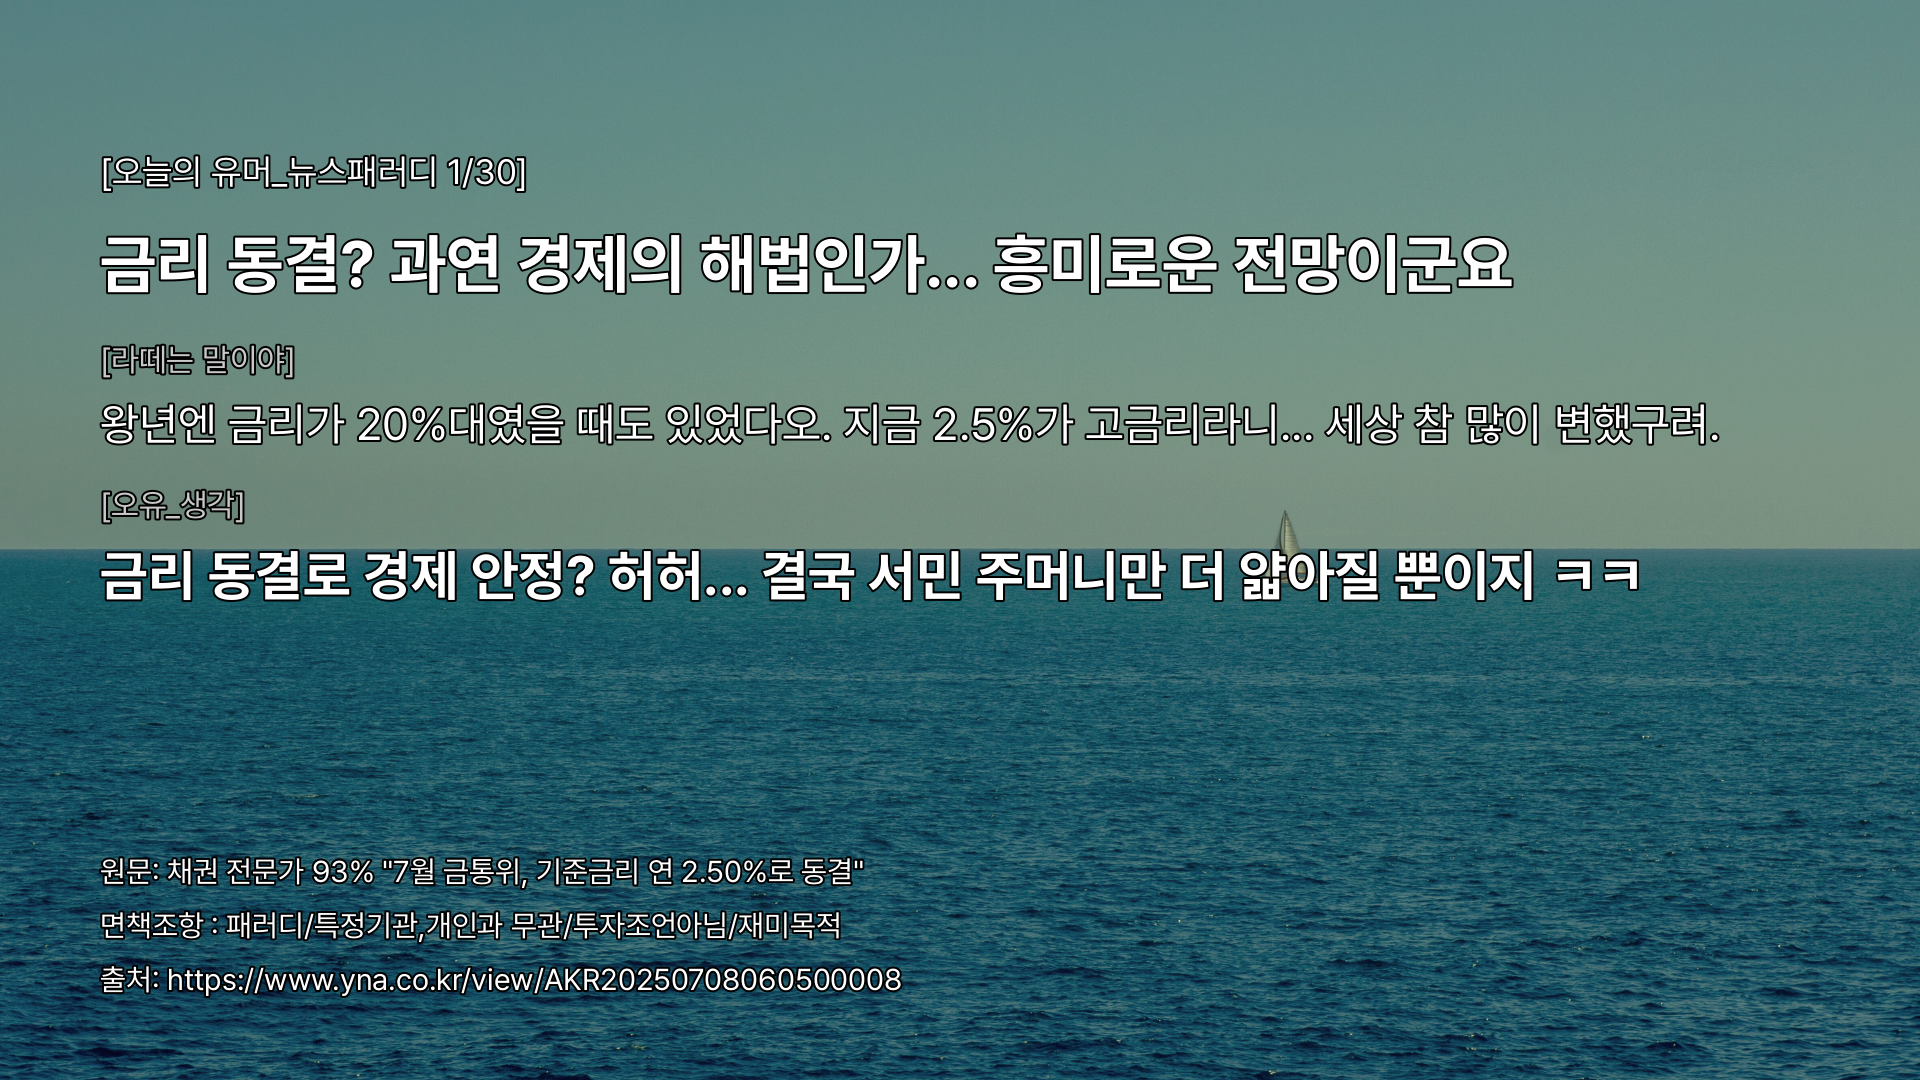 [오늘의 유머_뉴스패러디 1/30]
금리 동결? 과연 경제의 해법인가... 흥미로운 전망이군요
[라떼는 말이야]
왕년엔 금리가 20%대였을 때도 있었다오. 지금 2.5%가 고금리라니... 세상 참 많이 변했구려.
[오유_생각]
금리 동결로 경제 안정? 허허... 결국 서민 주머니만 더 얇아질 뿐이지 ㅋㅋ
원문: 채권 전문가 93% "7월 금통위, 기준금리 연 2.50%로 동결"
면책조항 : 패러디/특정기관,개인과 무관/투자조언아님/재미목적
출처: https://www.yna.co.kr/view/AKR20250708060500008